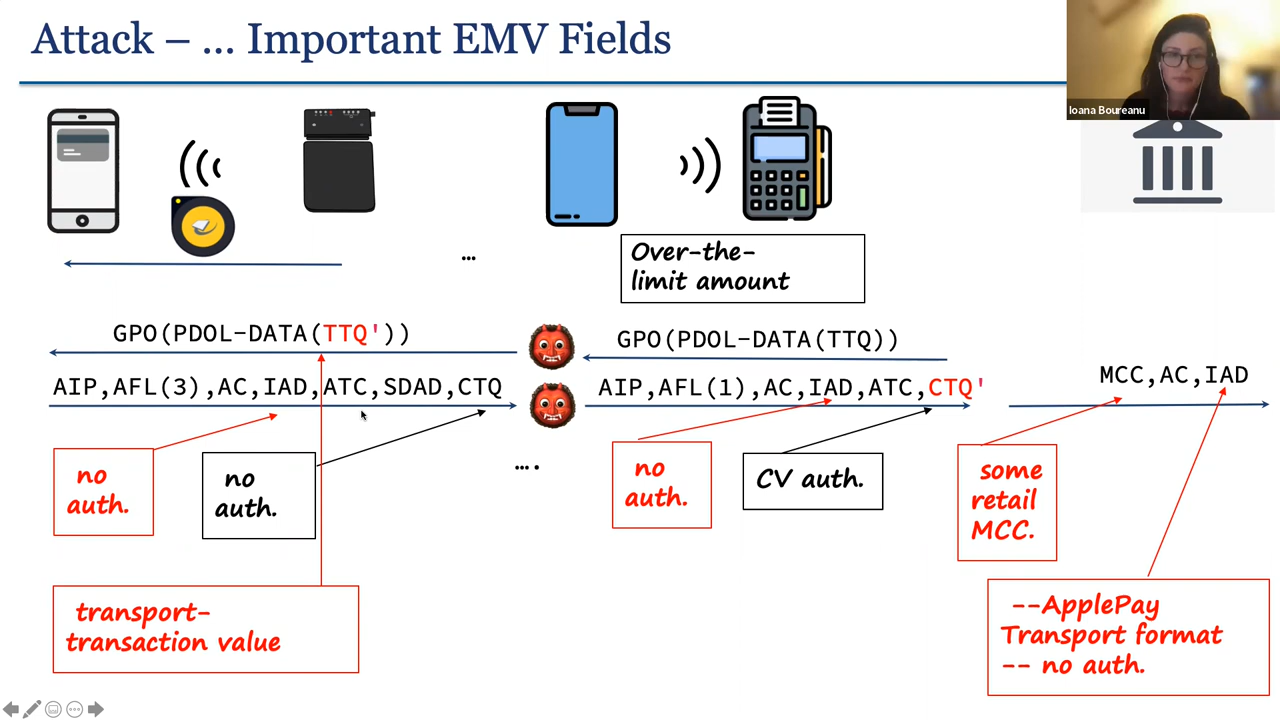 Attack – ... Important EMV Fields
Ioana Boureanu
...
Over-the-
limit amount
GPO(PDOL-DATA(TTQ'))
GPO(PDOL-DATA(TTQ))
AIP,AFL(3),AC,IAD,ATC,SDAD,CTQ
AIP,AFL(1),AC,IAD,ATC,CTQ'
MCC,AC,IAD
no
auth.
no
auth.
....
no
auth.
CV auth.
some
retail
MCC.
transport-
transaction value
--ApplePay
Transport format
-- no auth.